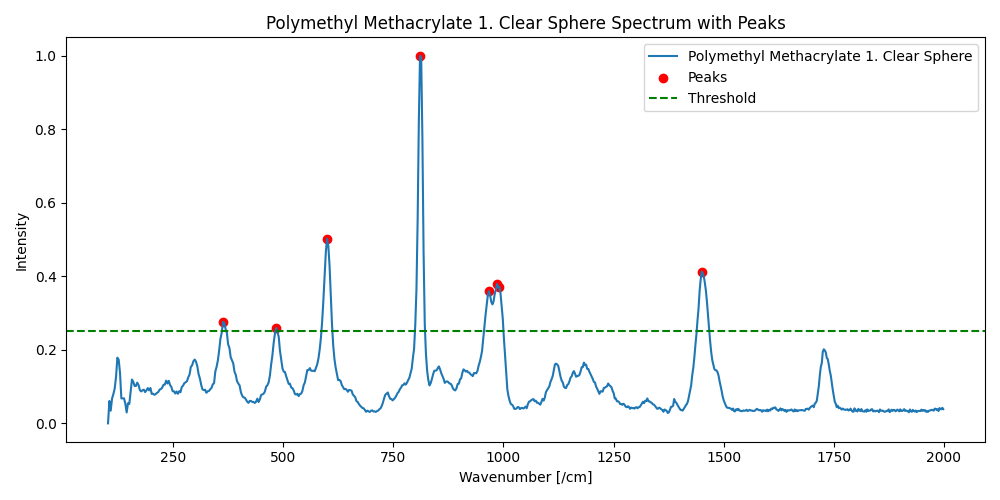 Polymethyl Methacrylate 1. Clear Sphere Spectrum with Peaks
Polymethyl Methacrylate 1. Clear Sphere
Peaks
Threshold
1.0
0.8
0.6
0.4
0.2
0.0
Intensity
250 500 750 1000 1250 1500 1750 2000
Wavenumber [/cm]